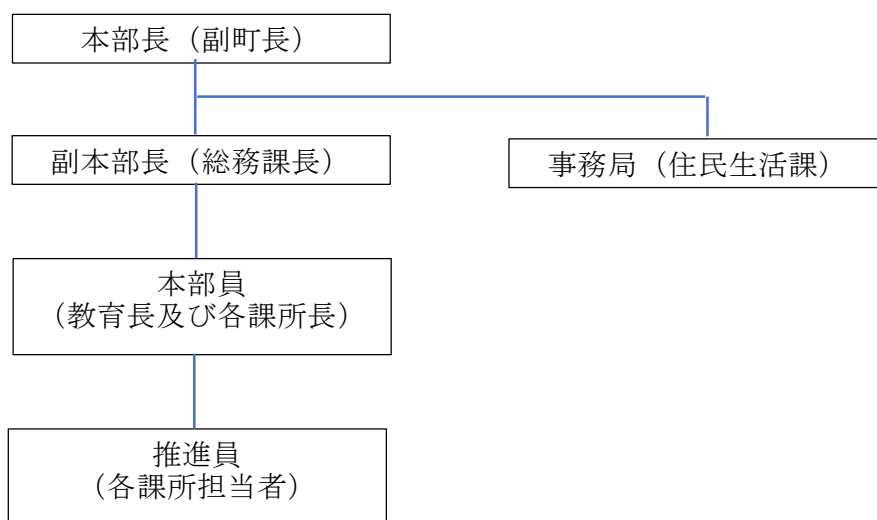 本部長（副町長）
副本部長（総務課長）
事務局（住民生活課）
本部員
（教育長及び各課所長）
推進員
（各課所担当者）